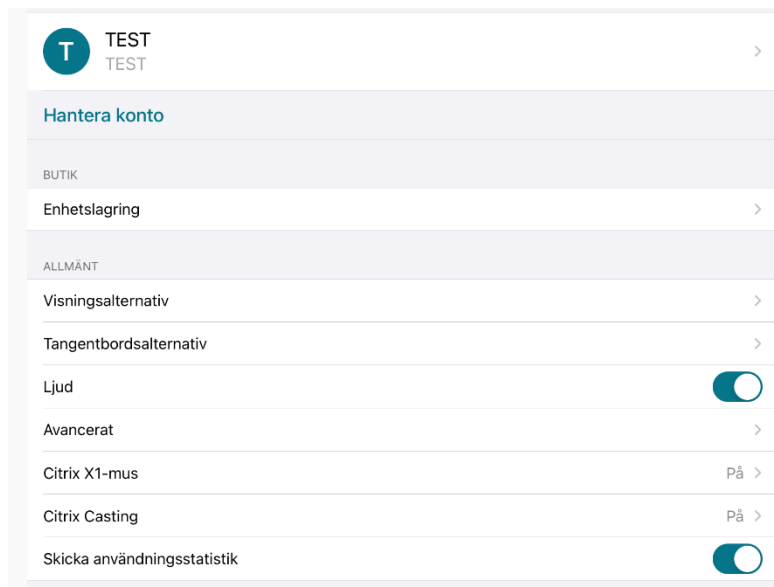 T
TEST
TEST
Hantera konto
BUTIK
Enhetslagring
ALLMÄNT
Visningsalternativ
Tangentbordsalternativ
Ljud
Avancerat
Citrix X1-mus På
Citrix Casting På
Skicka användningsstatistik